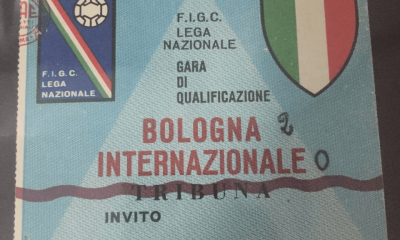 F.I.G.C.
LEGA
NAZIONALE
F.I.G.C.
LEGA
NAZIONALE
GARA
DI
QUALIFICAZIONE
BOLOGNA 2
INTERNAZIONALE 0
TRIBUNA
INVITO